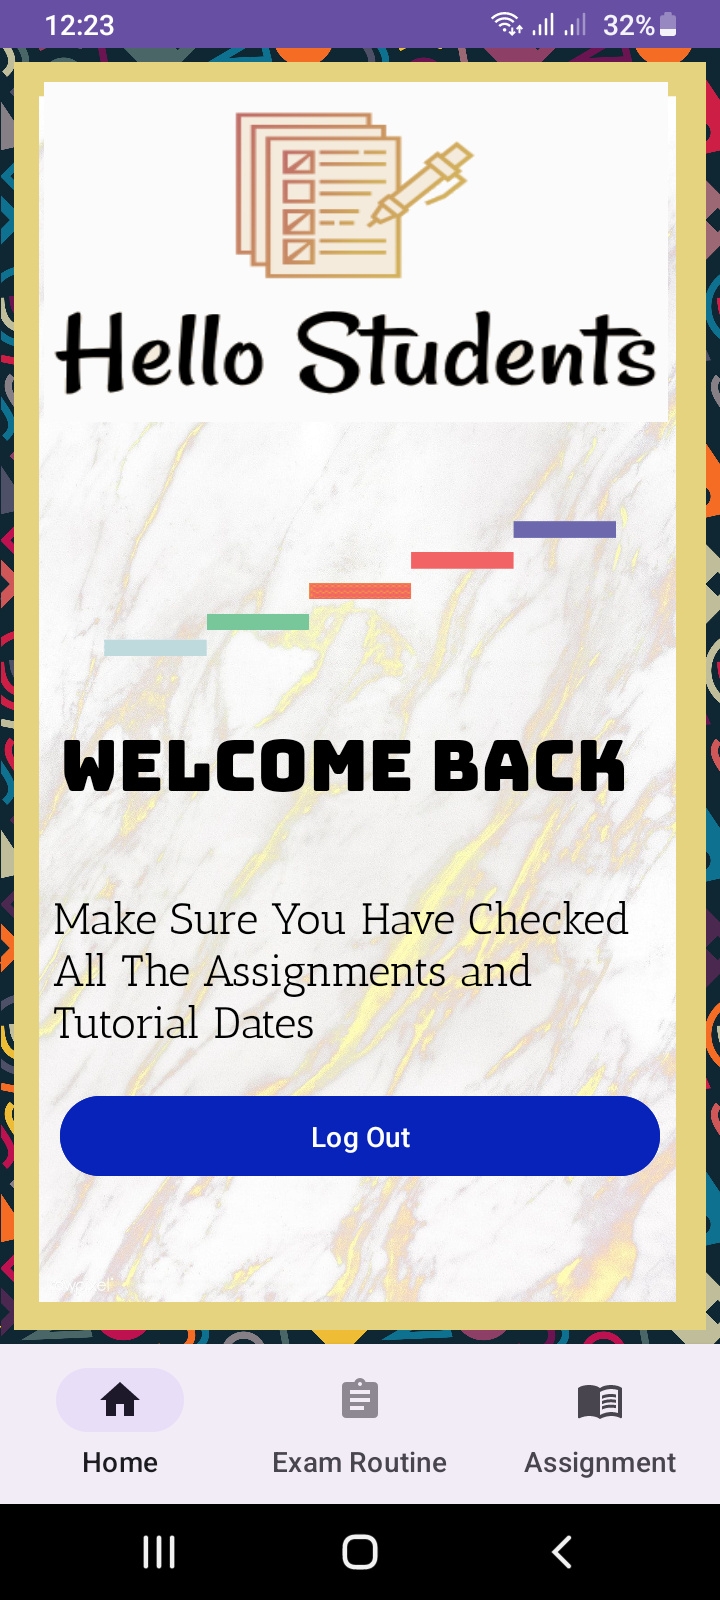 12:23
32%
Hello Students
WELCOME BACK
Make Sure You Have Checked
All The Assignments and
Tutorial Dates
Log Out
Home
Exam Routine
Assignment